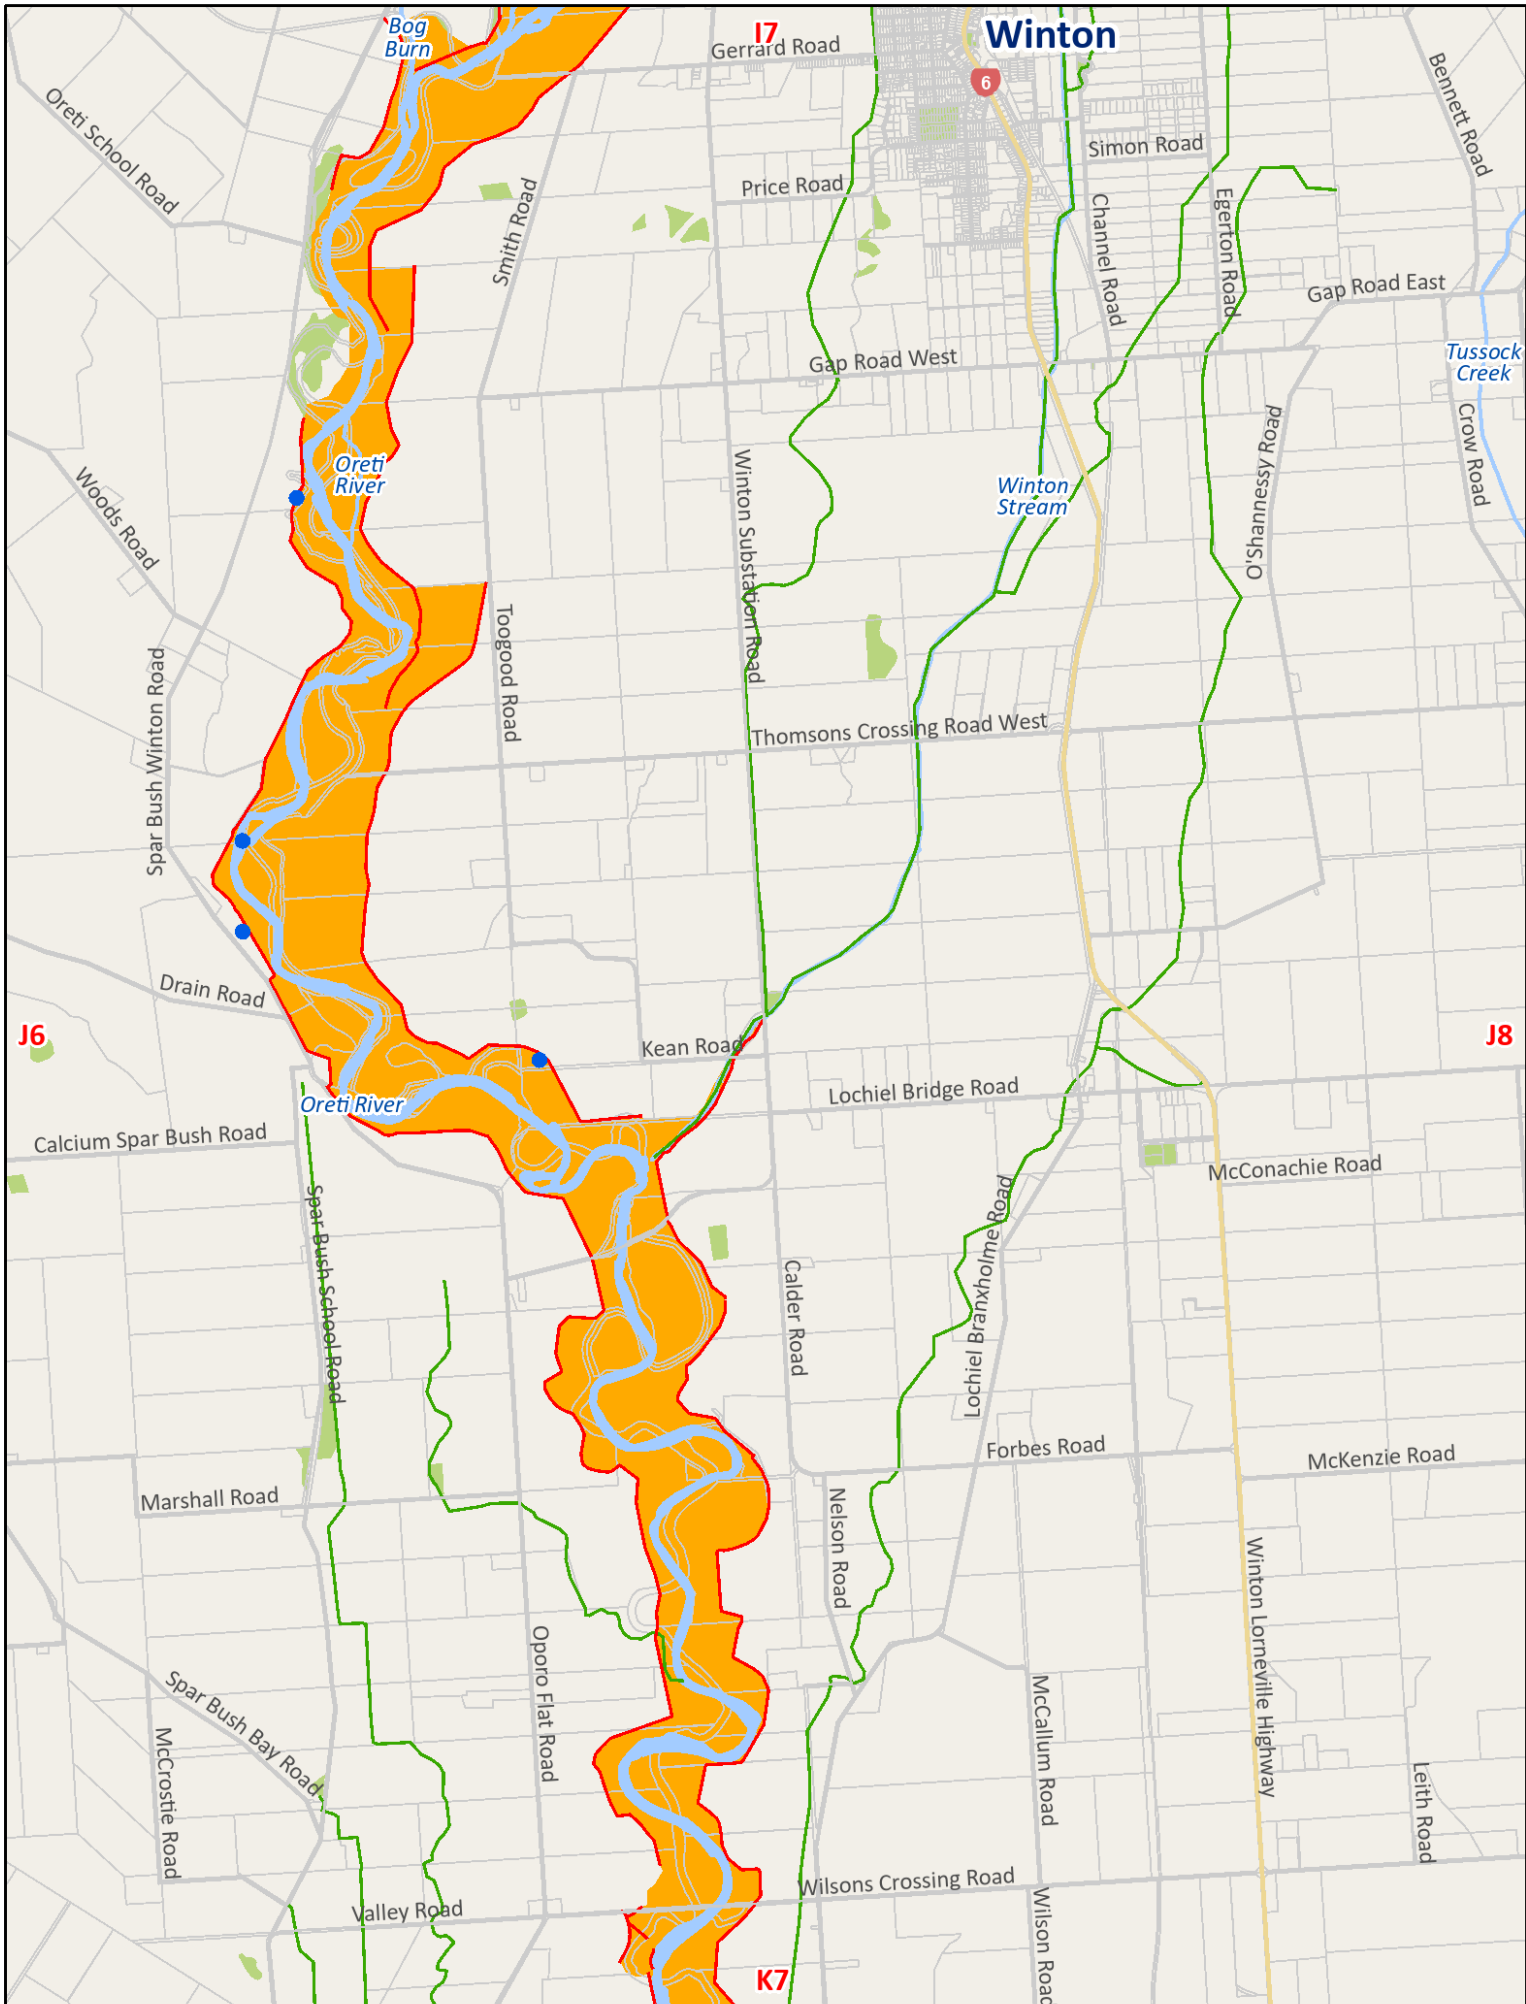 Bog
Burn
I7
Winton
Gerrard Road
6
Bennett Road
Oreti School Road
Simon Road
Price Road
Smith Road
Channel Road
Egerton Road
Gap Road East
Gap Road West
Tussock
Creek
Oreti
River
Woods Road
Winton Substation Road
Winton
Stream
O'Shannessy Road
Crow Road
Toogood Road
Spar Bush Winton Road
Thomsons Crossing Road West
Drain Road
J6
Kean Road
J8
Oreti River
Lochiel Bridge Road
Calcium Spar Bush Road
McConachie Road
Spar Bush School Road
Calder Road
Lochiel Branxholme Road
Forbes Road
McKenzie Road
Marshall Road
Nelson Road
Winton Lorneville Highway
Oporo Flat Road
Spar Bush Bay Road
McCrostie Road
McCallum Road
Leith Road
Wilsons Crossing Road
Valley Road
Wilson Road
K7